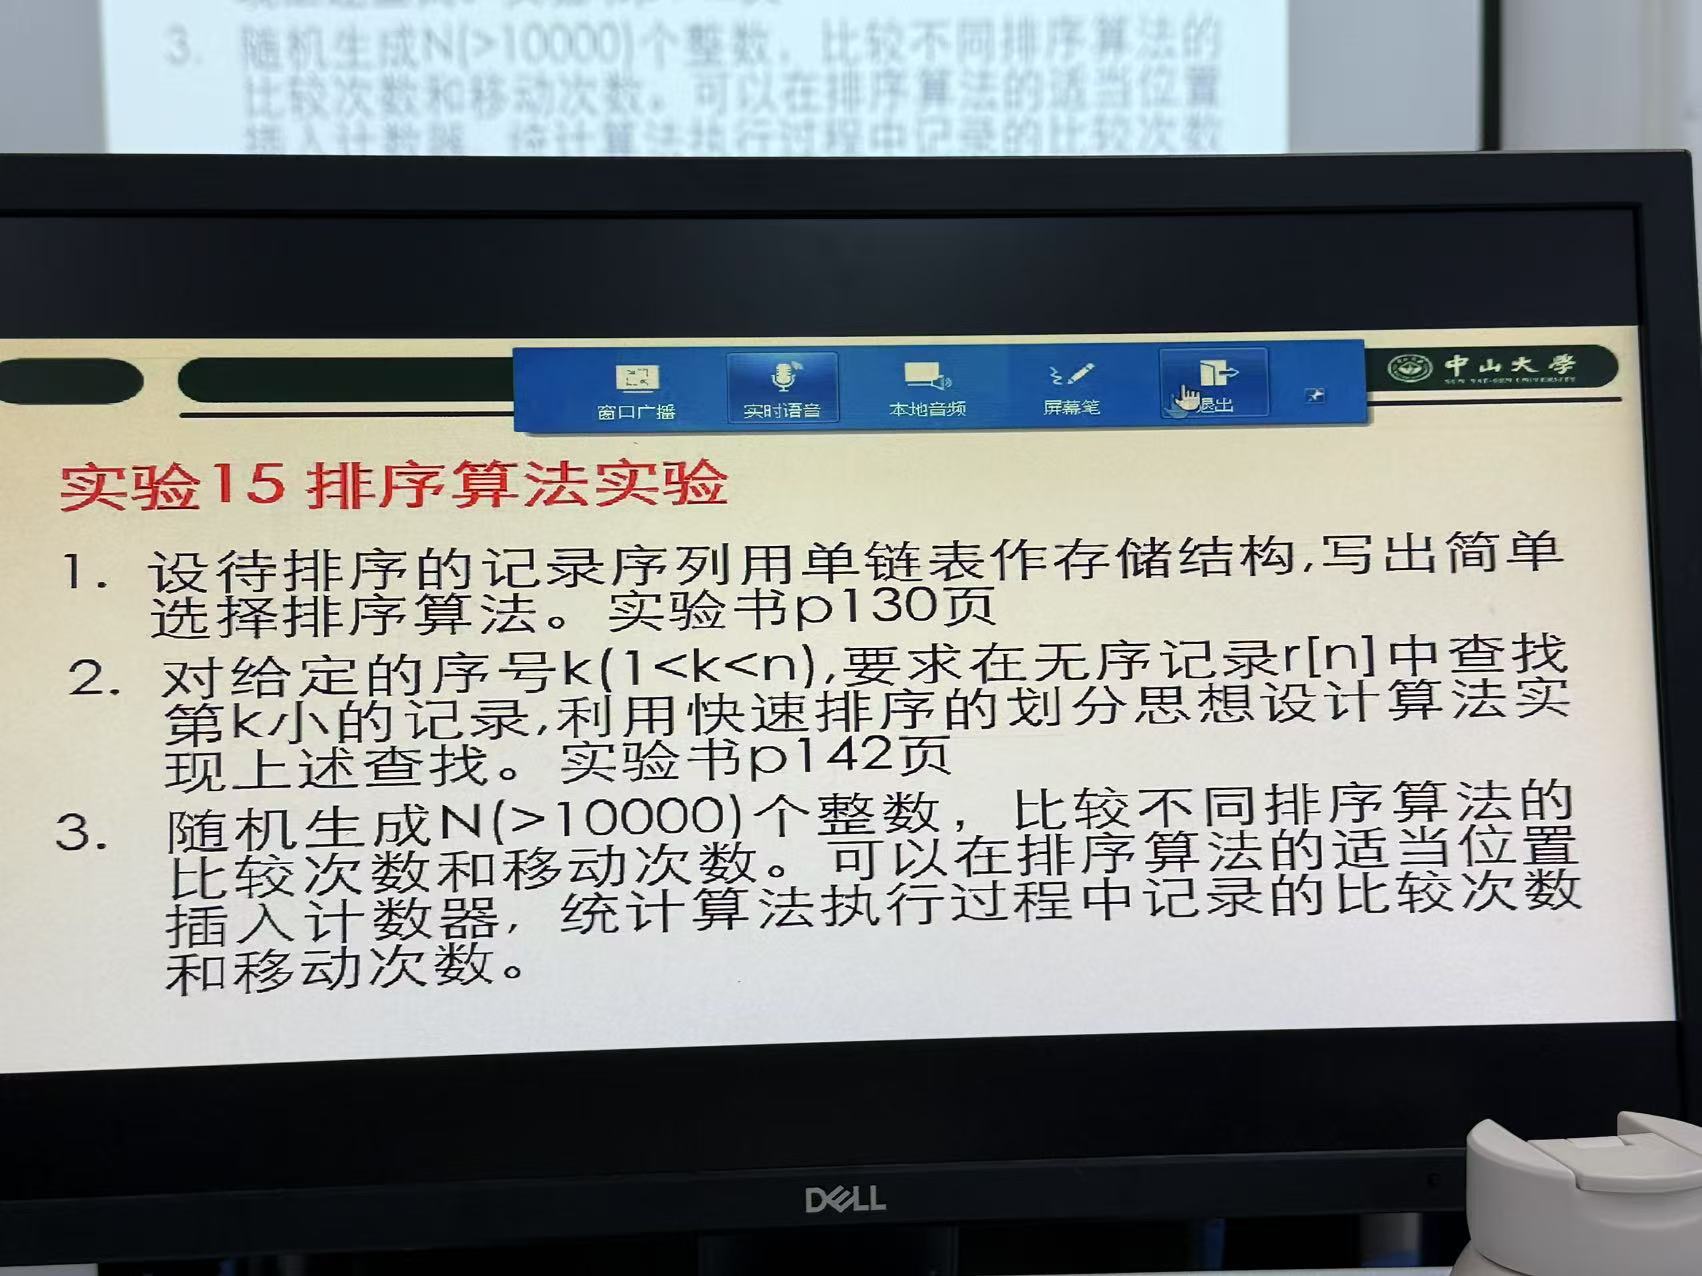 3. 随机生成N(>10000)个整数，比较不同排序算法的
比较次数和移动次数。可以在排序算法的适当位置
插入计数器，统计算法执行过程中记录的比较次数
窗口广播 实时语音 本地音频 屏幕笔 退出
中山大学
SUN YAT-SEN UNIVERSITY
实验15 排序算法实验
1. 设待排序的记录序列用单链表作存储结构,写出简单
选择排序算法。实验书p130页
2. 对给定的序号k(1<k<n),要求在无序记录r[n]中查找
第k小的记录,利用快速排序的划分思想设计算法实
现上述查找。实验书p142页
3. 随机生成N(>10000)个整数，比较不同排序算法的
比较次数和移动次数。可以在排序算法的适当位置
插入计数器，统计算法执行过程中记录的比较次数
和移动次数。
DELL